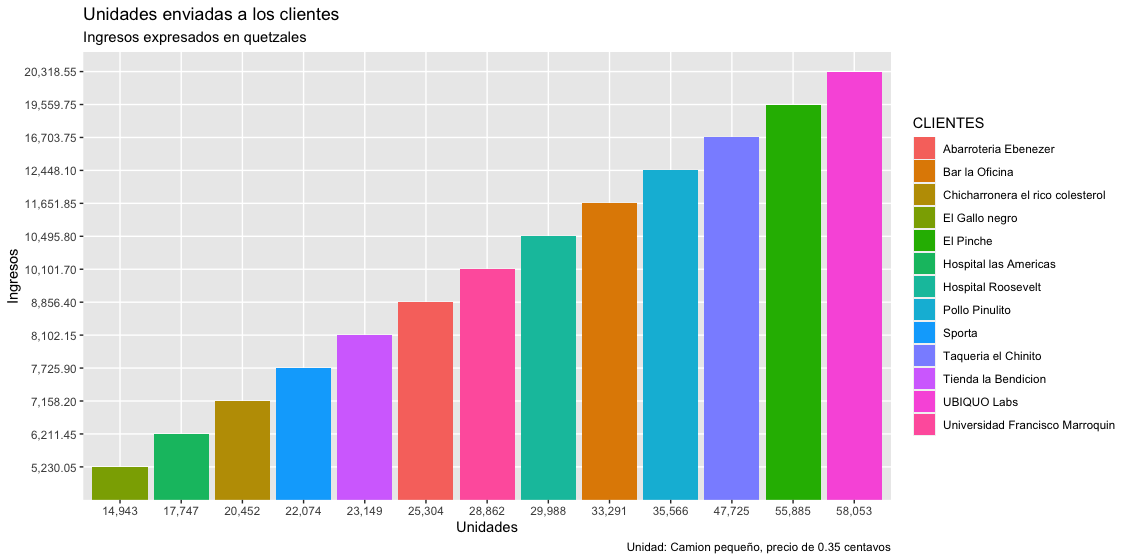 Unidades enviadas a los clientes
Ingresos expresados en quetzales
Ingresos
20,318.55
19,559.75
16,703.75
12,448.10
11,651.85
10,495.80
10,101.70
8,856.40
8,102.15
7,725.90
7,158.20
6,211.45
5,230.05
14,943 17,747 20,452 22,074 23,149 25,304 28,862 29,988 33,291 35,566 47,725 55,885 58,053
Unidades
Unidad: Camion pequeño, precio de 0.35 centavos
CLIENTES
Abarroteria Ebenezer
Bar la Oficina
Chicharronera el rico colesterol
El Gallo negro
El Pinche
Hospital las Americas
Hospital Roosevelt
Pollo Pinulito
Sporta
Taqueria el Chinito
Tienda la Bendicion
UBIQUO Labs
Universidad Francisco Marroquin